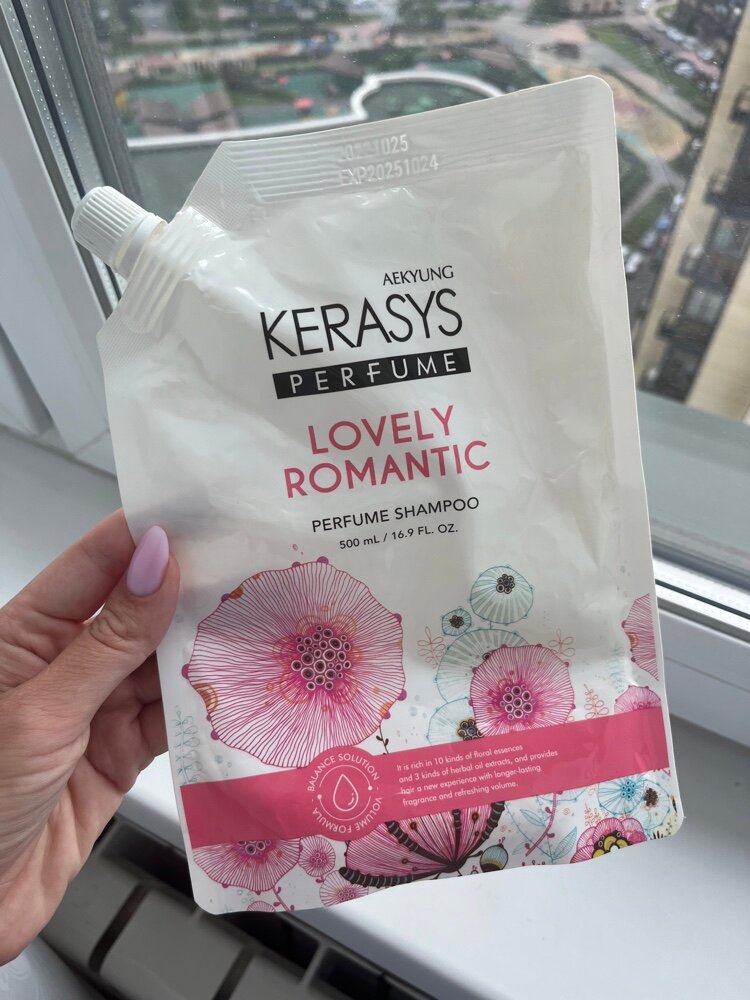 EXP20251024
AEKYUNG
KERASYS
PERFUME
LOVELY
ROMANTIC
PERFUME SHAMPOO
500 mL / 16.9 FL. OZ.
BALANCE SOLUTION
VOLUME FORMULA
It is rich in 10 kinds of floral essences
and 3 kinds of herbal oil extracts, and provides
hair a new experience with longer-lasting
fragrance and refreshing volume.